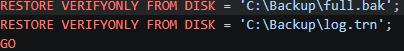 RESTORE VERIFYONLY FROM DISK = 'C:\Backup\full.bak';
RESTORE VERIFYONLY FROM DISK = 'C:\Backup\log.trn';
GO